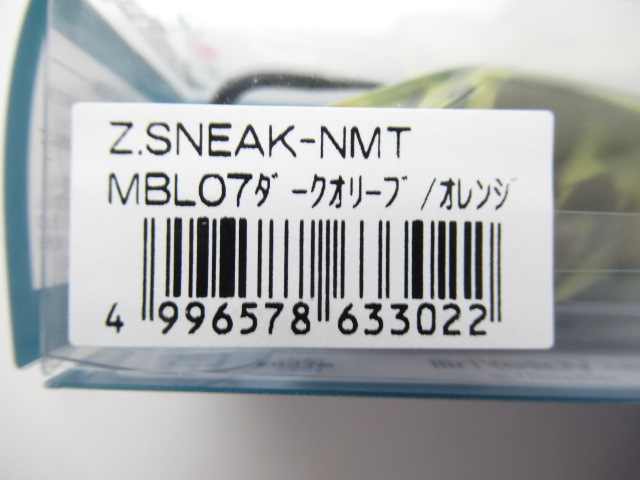 Z.SNEAK-NMT
MBL07ﾀﾞｰｸｵﾘｰﾌﾞ/ｵﾚﾝｼﾞ
4 996578 633022